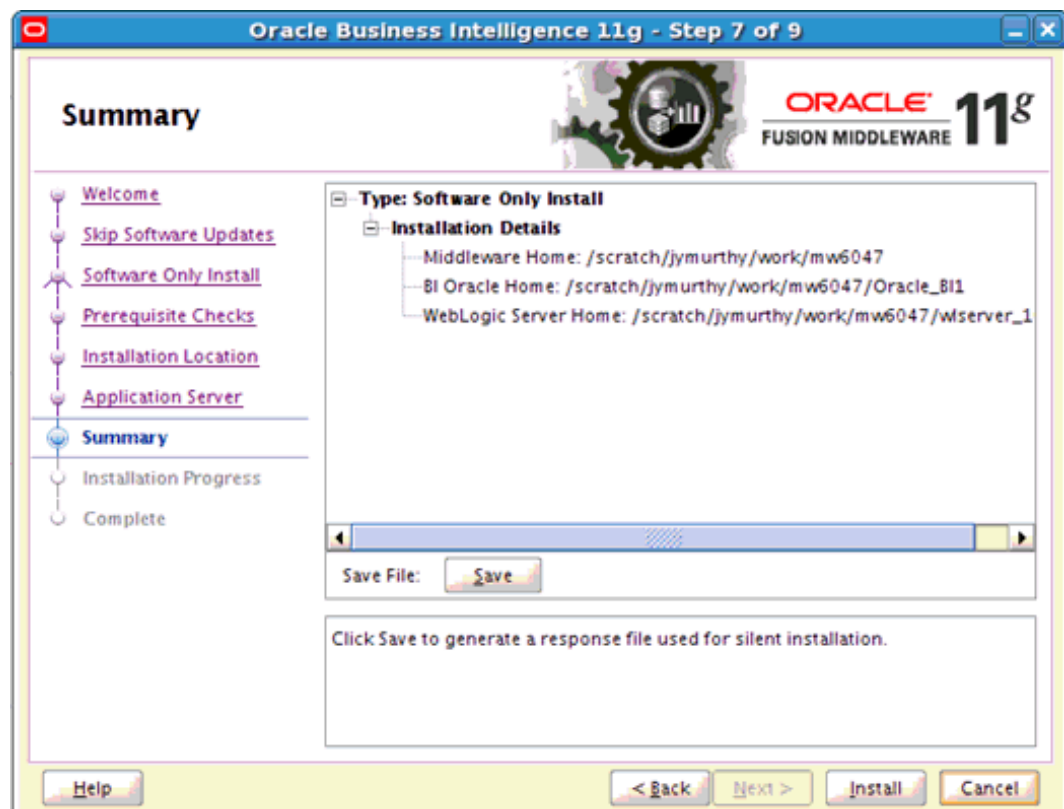 Oracle Business Intelligence 11g - Step 7 of 9
Summary
ORACLE
FUSION MIDDLEWARE
11g
Welcome
Skip Software Updates
Software Only Install
Prerequisite Checks
Installation Location
Application Server
Summary
Installation Progress
Complete
Type: Software Only Install
Installation Details
Middleware Home: /scratch/jymurthy/work/mw6047
BI Oracle Home: /scratch/jymurthy/work/mw6047/Oracle_BI1
WebLogic Server Home: /scratch/jymurthy/work/mw6047/wlserver_1
Save File: Save
Click Save to generate a response file used for silent installation.
Help < Back Next > Install Cancel